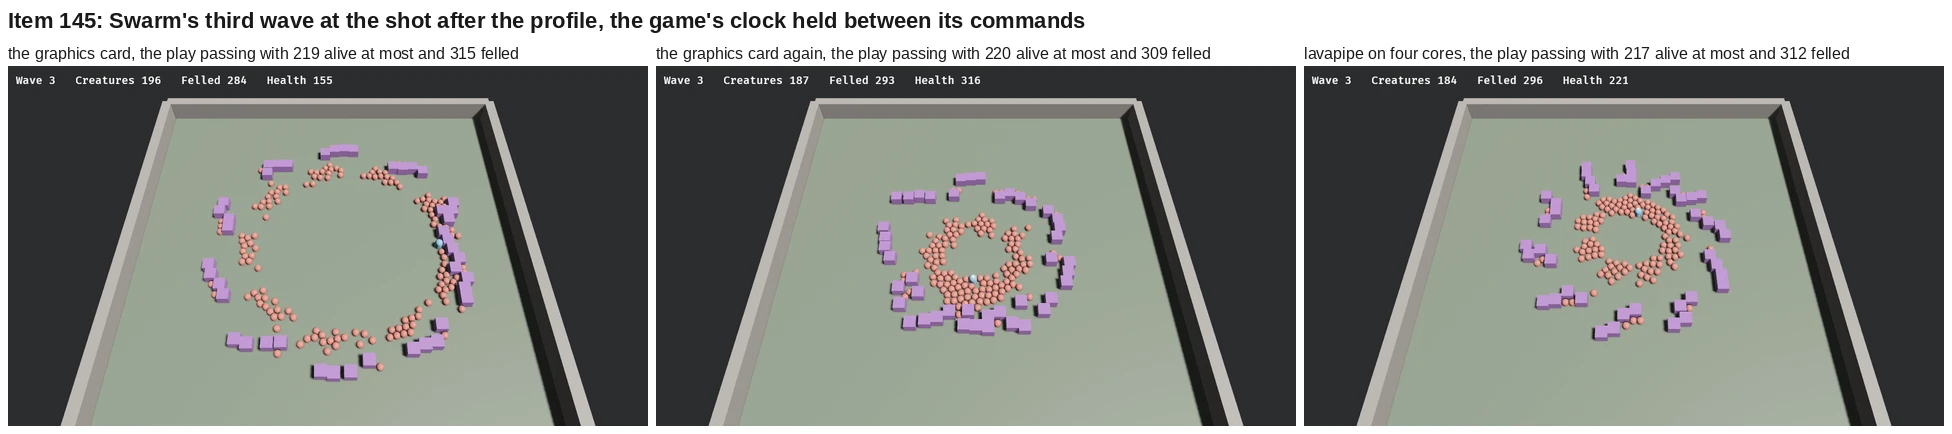 Item 145: Swarm's third wave at the shot after the profile, the game's clock held between its commands
the graphics card, the play passing with 219 alive at most and 315 felled
Wave 3 Creatures 196 Felled 284 Health 155
the graphics card again, the play passing with 220 alive at most and 309 felled
Wave 3 Creatures 187 Felled 293 Health 316
lavapipe on four cores, the play passing with 217 alive at most and 312 felled
Wave 3 Creatures 184 Felled 296 Health 221